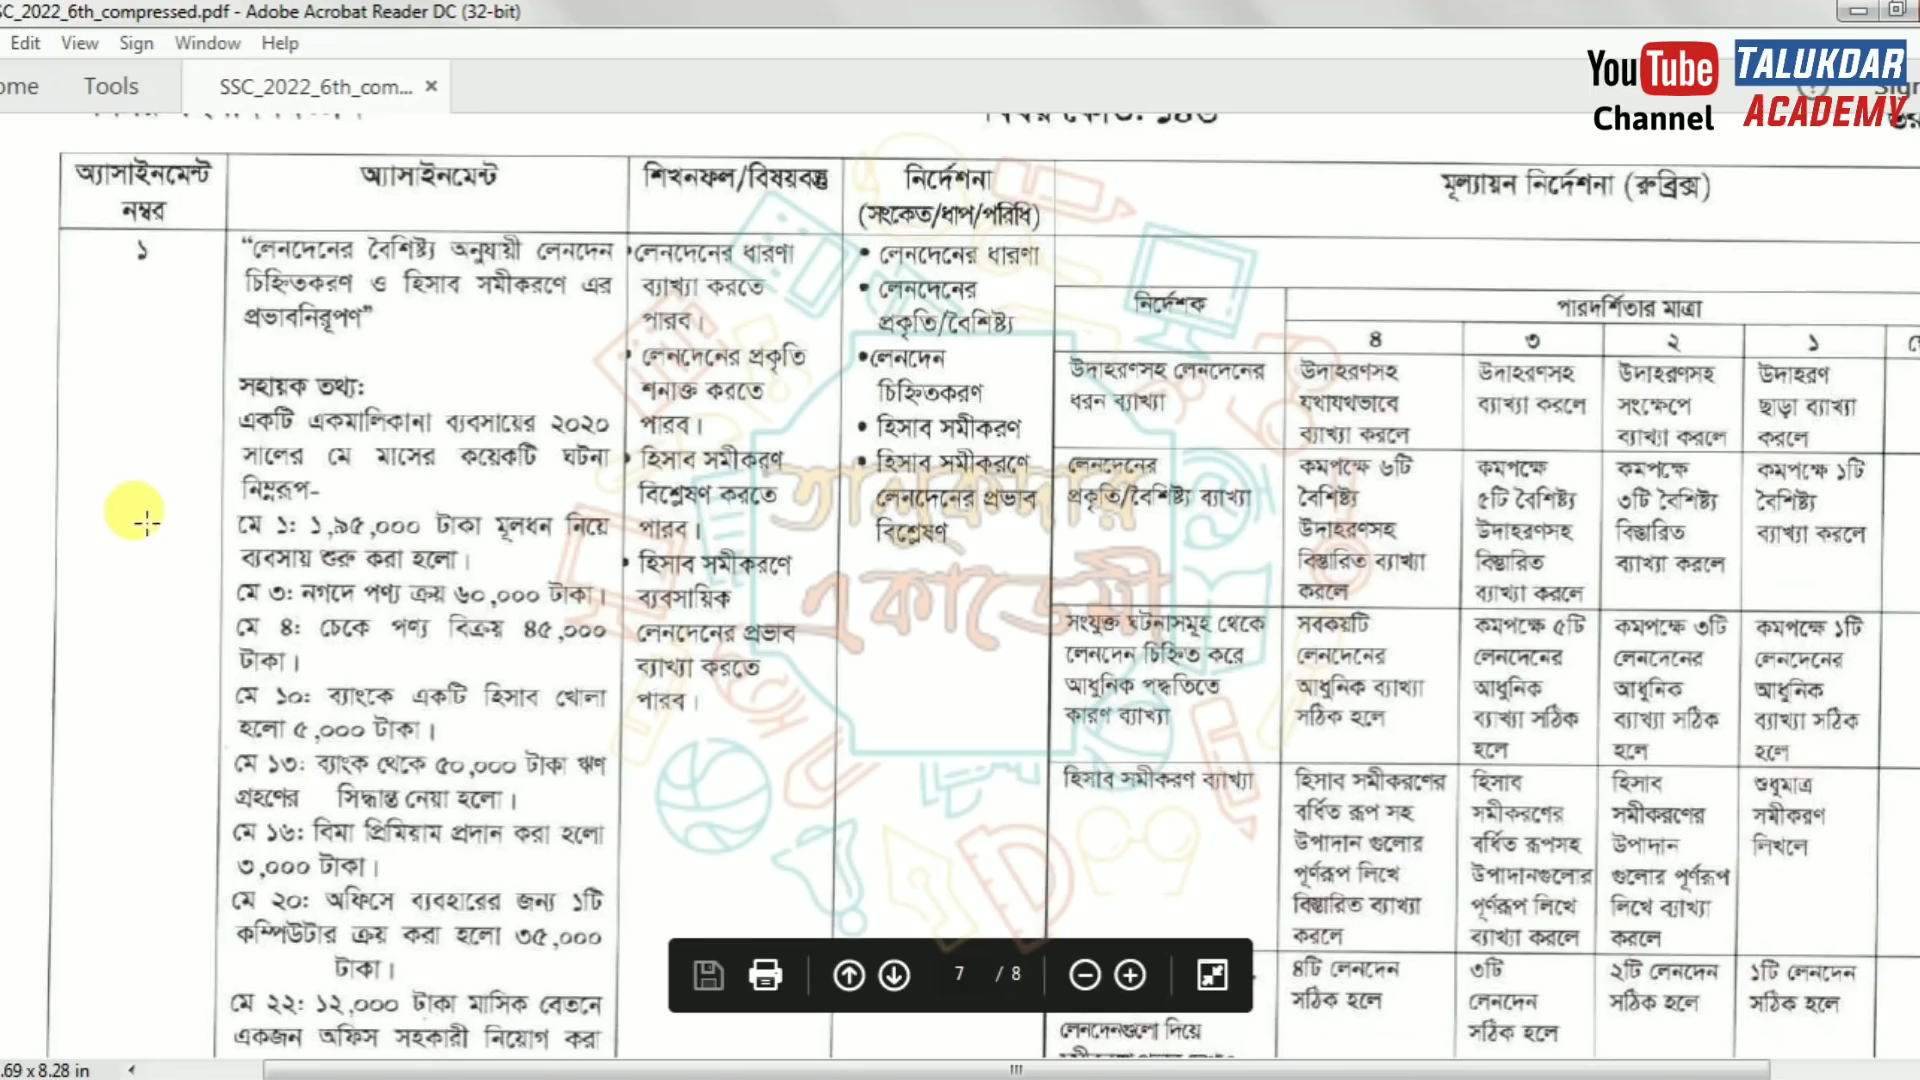 SC_2022_6th_compressed.pdf - Adobe Acrobat Reader DC (32-bit)
Edit View Sign Window Help
Tools
SSC_2022_6th_com... ×
YouTube
Channel
TALUKDAR
ACADEMY
অ্যাসাইনমেন্ট
নম্বর
অ্যাসাইনমেন্ট
শিখনফল/বিষয়বস্তু
নির্দেশনা
(সংকেত/ধাপ/পরিধি)
মূল্যায়ন নির্দেশনা (রুব্রিক্স)
১
“লেনদেনের বৈশিষ্ট্য অনুযায়ী লেনদেন
চিহ্নিতকরণ ও হিসাব সমীকরণে এর
প্রভাবনিরূপণ”
সহায়ক তথ্য:
একটি একমালিকানা ব্যবসায়ের ২০২০
সালের মে মাসের কয়েকটি ঘটনা
নিম্নরূপ-
মে ১: ১,৯৫,০০০ টাকা মূলধন নিয়ে
ব্যবসায় শুরু করা হলো।
মে ৩: নগদে পণ্য ক্রয় ৬০,০০০ টাকা।
মে ৪: চেকে পণ্য বিক্রয় ৪৫,০০০
টাকা।
মে ১০: ব্যাংকে একটি হিসাব খোলা
হলো ৫,০০০ টাকা।
মে ১৩: ব্যাংক থেকে ৫০,০০০ টাকা ঋণ
গ্রহণের সিদ্ধান্ত নেয়া হলো।
মে ১৬: বিমা প্রিমিয়াম প্রদান করা হলো
৩,০০০ টাকা।
মে ২০: অফিসে ব্যবহারের জন্য ১টি
কম্পিউটার ক্রয় করা হলো ৩৫,০০০
টাকা।
মে ২২: ১২,০০০ টাকা মাসিক বেতনে
একজন অফিস সহকারী নিয়োগ করা
•লেনদেনের ধারণা
ব্যাখ্যা করতে
পারব।
• লেনদেনের প্রকৃতি
শনাক্ত করতে
পারব।
• হিসাব সমীকরণ
বিশ্লেষণ করতে
পারব।
• হিসাব সমীকরণে
ব্যবসায়িক
লেনদেনের প্রভাব
ব্যাখ্যা করতে
পারব।
• লেনদেনের ধারণা
• লেনদেনের
প্রকৃতি/বৈশিষ্ট্য
•লেনদেন
চিহ্নিতকরণ
• হিসাব সমীকরণ
• হিসাব সমীকরণে
লেনদেনের প্রভাব
বিশ্লেষণ
নির্দেশক
পারদর্শিতার মাত্রা
৪ ৩ ২ ১
উদাহরণসহ লেনদেনের
ধরন ব্যাখ্যা
উদাহরণসহ
যথাযথভাবে
ব্যাখ্যা করলে
উদাহরণসহ
ব্যাখ্যা করলে
উদাহরণসহ
সংক্ষেপে
ব্যাখ্যা করলে
উদাহরণ
ছাড়া ব্যাখ্যা
করলে
লেনদেনের
প্রকৃতি/বৈশিষ্ট্য ব্যাখ্যা
কমপক্ষে ৬টি
বৈশিষ্ট্য
উদাহরণসহ
বিস্তারিত ব্যাখ্যা
করলে
কমপক্ষে
৫টি বৈশিষ্ট্য
উদাহরণসহ
বিস্তারিত
ব্যাখ্যা করলে
কমপক্ষে
৩টি বৈশিষ্ট্য
বিস্তারিত
ব্যাখ্যা করলে
কমপক্ষে ১টি
বৈশিষ্ট্য
ব্যাখ্যা করলে
সংযুক্ত ঘটনাসমূহ থেকে
লেনদেন চিহ্নিত করে
আধুনিক পদ্ধতিতে
কারণ ব্যাখ্যা
সবকয়টি
লেনদেনের
আধুনিক ব্যাখ্যা
সঠিক হলে
কমপক্ষে ৫টি
লেনদেনের
আধুনিক
ব্যাখ্যা সঠিক
হলে
কমপক্ষে ৩টি
লেনদেনের
আধুনিক
ব্যাখ্যা সঠিক
হলে
কমপক্ষে ১টি
লেনদেনের
আধুনিক
ব্যাখ্যা সঠিক
হলে
হিসাব সমীকরণ ব্যাখ্যা
হিসাব সমীকরণের
বর্ধিত রূপ সহ
উপাদান গুলোর
পূর্ণরূপ লিখে
বিস্তারিত ব্যাখ্যা
করলে
হিসাব
সমীকরণের
বর্ধিত রূপসহ
উপাদানগুলোর
পূর্ণরূপ লিখে
ব্যাখ্যা করলে
হিসাব
সমীকরণের
উপাদান
গুলোর পূর্ণরূপ
লিখে ব্যাখ্যা
করলে
শুধুমাত্র
সমীকরণ
লিখলে
লেনদেনগুলো দিয়ে
৪টি লেনদেন
সঠিক হলে
৩টি
লেনদেন
সঠিক হলে
২টি লেনদেন
সঠিক হলে
১টি লেনদেন
সঠিক হলে
তালুকদার
একাডেমী
7 / 8
.69 x 8.28 in